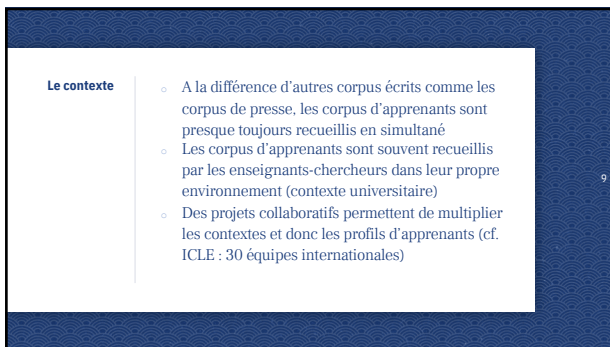 Le contexte
◦ A la différence d'autres corpus écrits comme les
corpus de presse, les corpus d'apprenants sont
presque toujours recueillis en simultané
◦ Les corpus d'apprenants sont souvent recueillis
par les enseignants-chercheurs dans leur propre
environnement (contexte universitaire)
◦ Des projets collaboratifs permettent de multiplier
les contextes et donc les profils d'apprenants (cf.
ICLE : 30 équipes internationales)
9